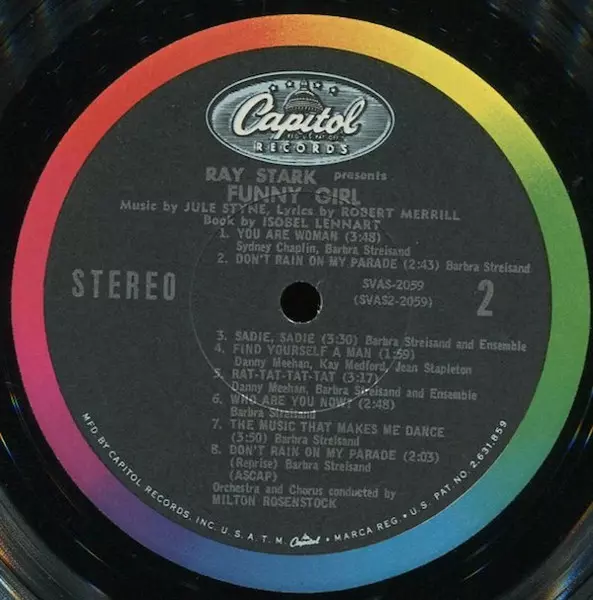 Capitol
RECORDS
RAY STARK presents
FUNNY GIRL
Music by JULE STYNE, Lyrics by ROBERT MERRILL
Book by ISOBEL LENNART
1. YOU ARE WOMAN (3:48)
Sydney Chaplin, Barbra Streisand
2. DON'T RAIN ON MY PARADE (2:43) Barbra Streisand
STEREO
SVAS-2059
(SVAS2-2059)
2
3. SADIE, SADIE (3:30) Barbra Streisand and Ensemble
4. FIND YOURSELF A MAN (1:59)
Danny Meehan, Kay Medford, Jean Stapleton
5. RAT-TAT-TAT-TAT (3:17)
Danny Meehan, Barbra Streisand and Ensemble
6. WHO ARE YOU NOW? (2:48)
Barbra Streisand
7. THE MUSIC THAT MAKES ME DANCE
(3:50) Barbra Streisand
8. DON'T RAIN ON MY PARADE (2:03)
(Reprise) Barbra Streisand
(ASCAP)
Orchestra and Chorus conducted by
MILTON ROSENSTOCK
MFD. BY CAPITOL RECORDS, INC. U.S.A. T.M. Capitol • MARCA REG. • U.S. PAT. NO. 2,631,859